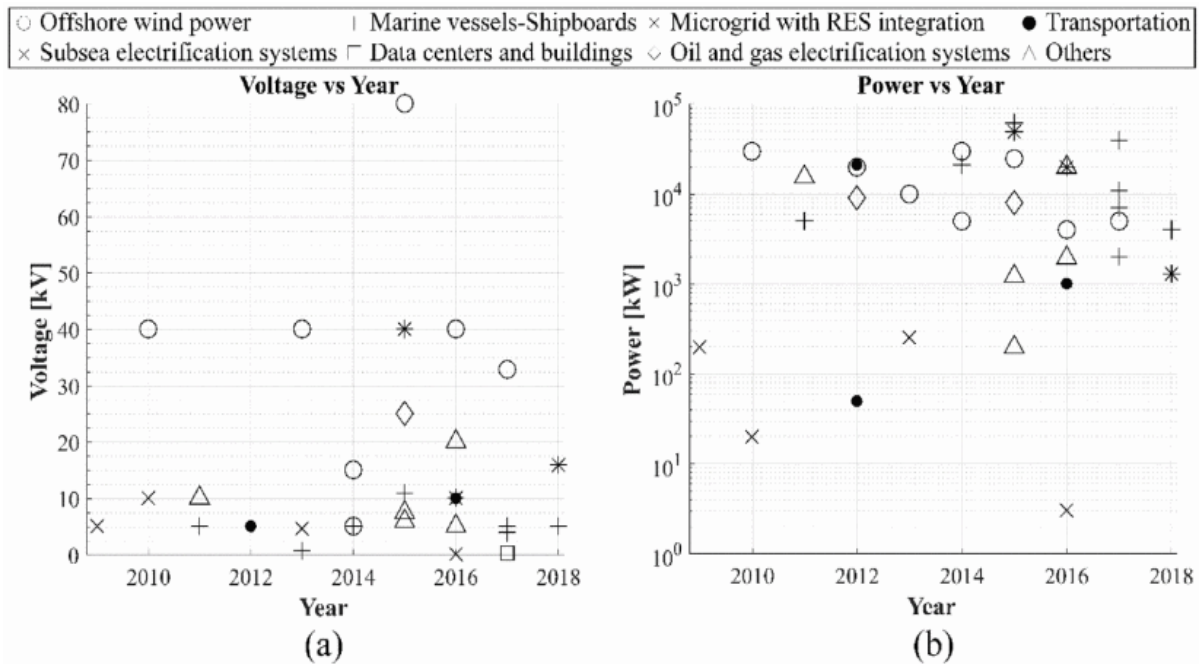 Offshore wind power Marine vessels-Shipboards Microgrid with RES integration Transportation
Subsea electrification systems Data centers and buildings Oil and gas electrification systems Others
Voltage vs Year
80
70
60
50
40
30
20
10
0
Voltage [kV]
2010 2012 2014 2016 2018
Year
(a)
Power vs Year
10^5
10^4
10^3
10^2
10^1
10^0
Power [kW]
2010 2012 2014 2016 2018
Year
(b)